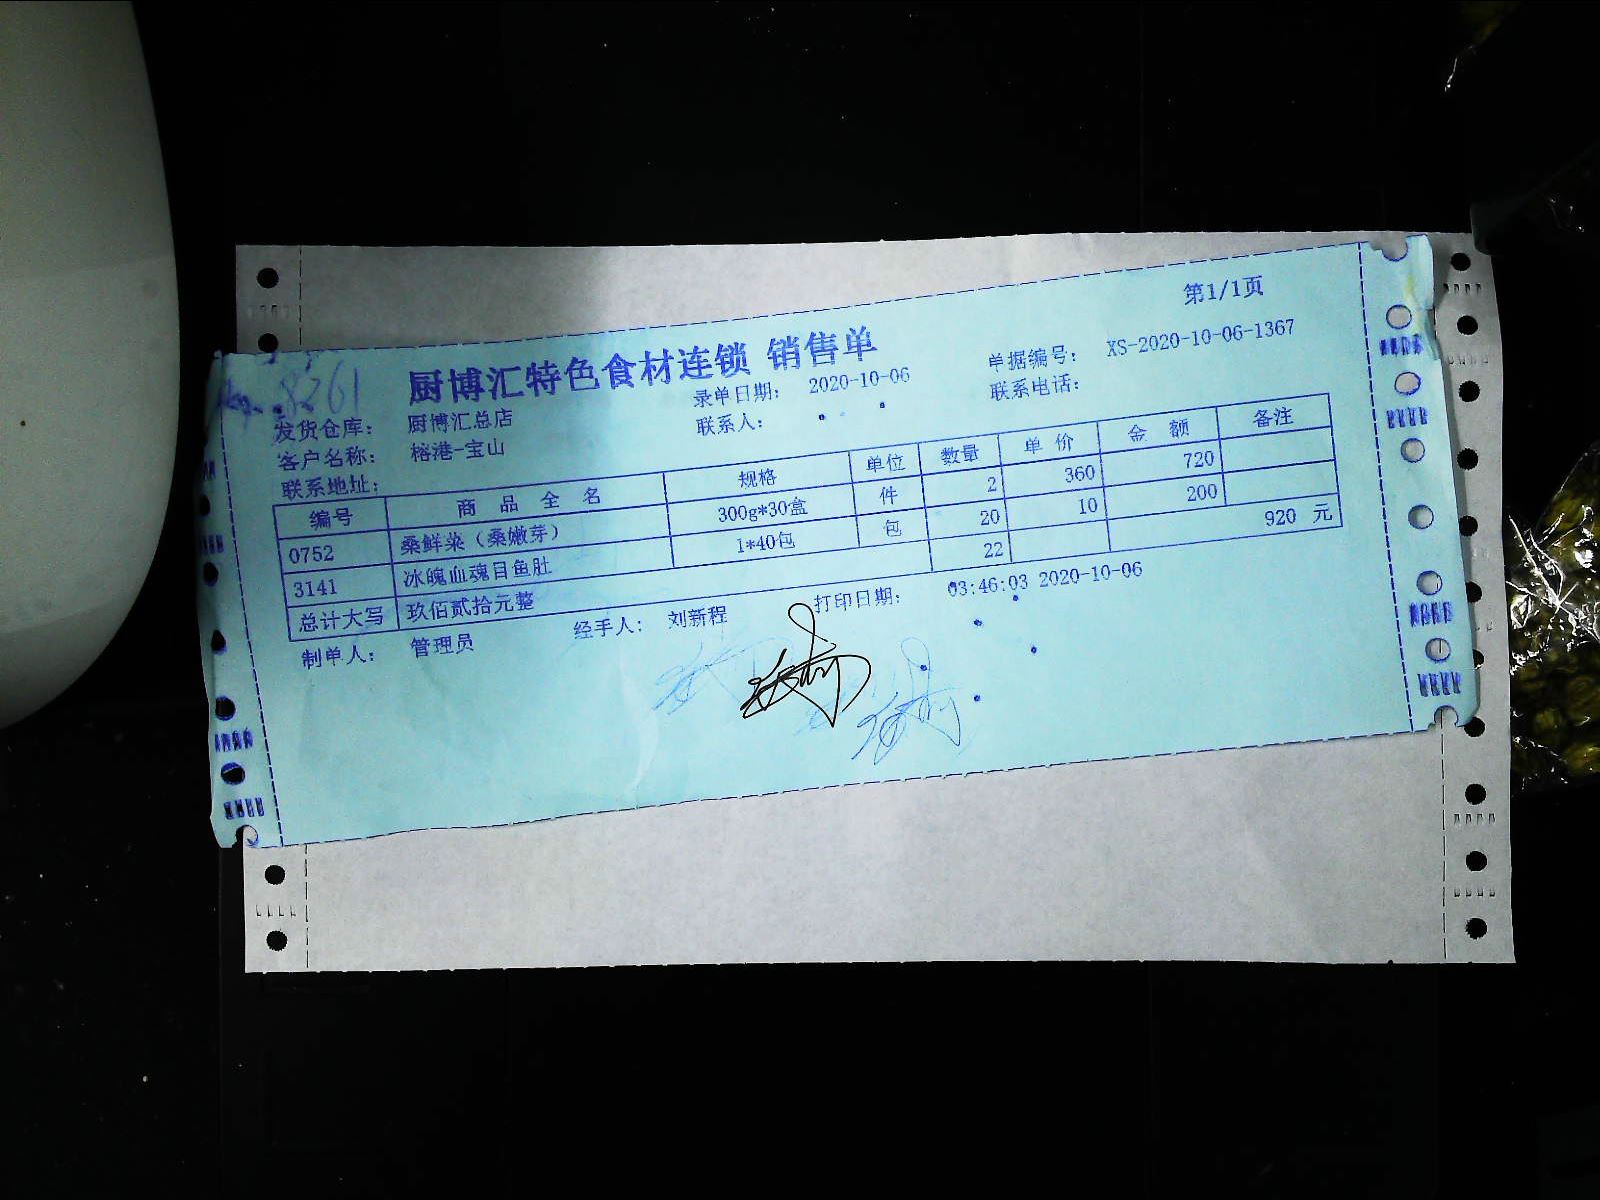 第1/1页
厨博汇特色食材连锁 销售单
8261
发货仓库： 厨博汇总店 录单日期： 2020-10-06 单据编号： XS-2020-10-06-1367
客户名称： 榕港-宝山 联系人： 联系电话：
联系地址：
编号 商品全名 规格 单位 数量 单价 金额 备注
0752 桑鲜菜（桑嫩芽） 300g*30盒 件 2 360 720
3141 冰魄血魂目鱼肚 1*40包 包 20 10 200
总计大写 玖佰贰拾元整 22 920 元
制单人： 管理员 经手人： 刘新程 打印日期： 03:46:03 2020-10-06